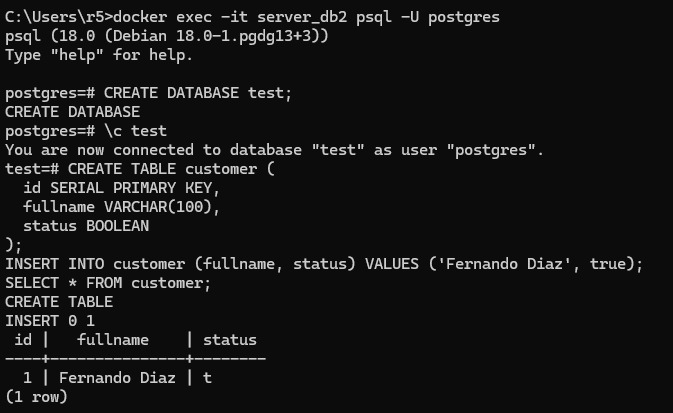 C:\Users\r5>docker exec -it server_db2 psql -U postgres
psql (18.0 (Debian 18.0-1.pgdg13+3))
Type "help" for help.

postgres=# CREATE DATABASE test;
CREATE DATABASE
postgres=# \c test
You are now connected to database "test" as user "postgres".
test=# CREATE TABLE customer (
  id SERIAL PRIMARY KEY,
  fullname VARCHAR(100),
  status BOOLEAN
);
INSERT INTO customer (fullname, status) VALUES ('Fernando Diaz', true);
SELECT * FROM customer;
CREATE TABLE
INSERT 0 1
 id |   fullname    | status
----+---------------+--------
  1 | Fernando Diaz | t
(1 row)